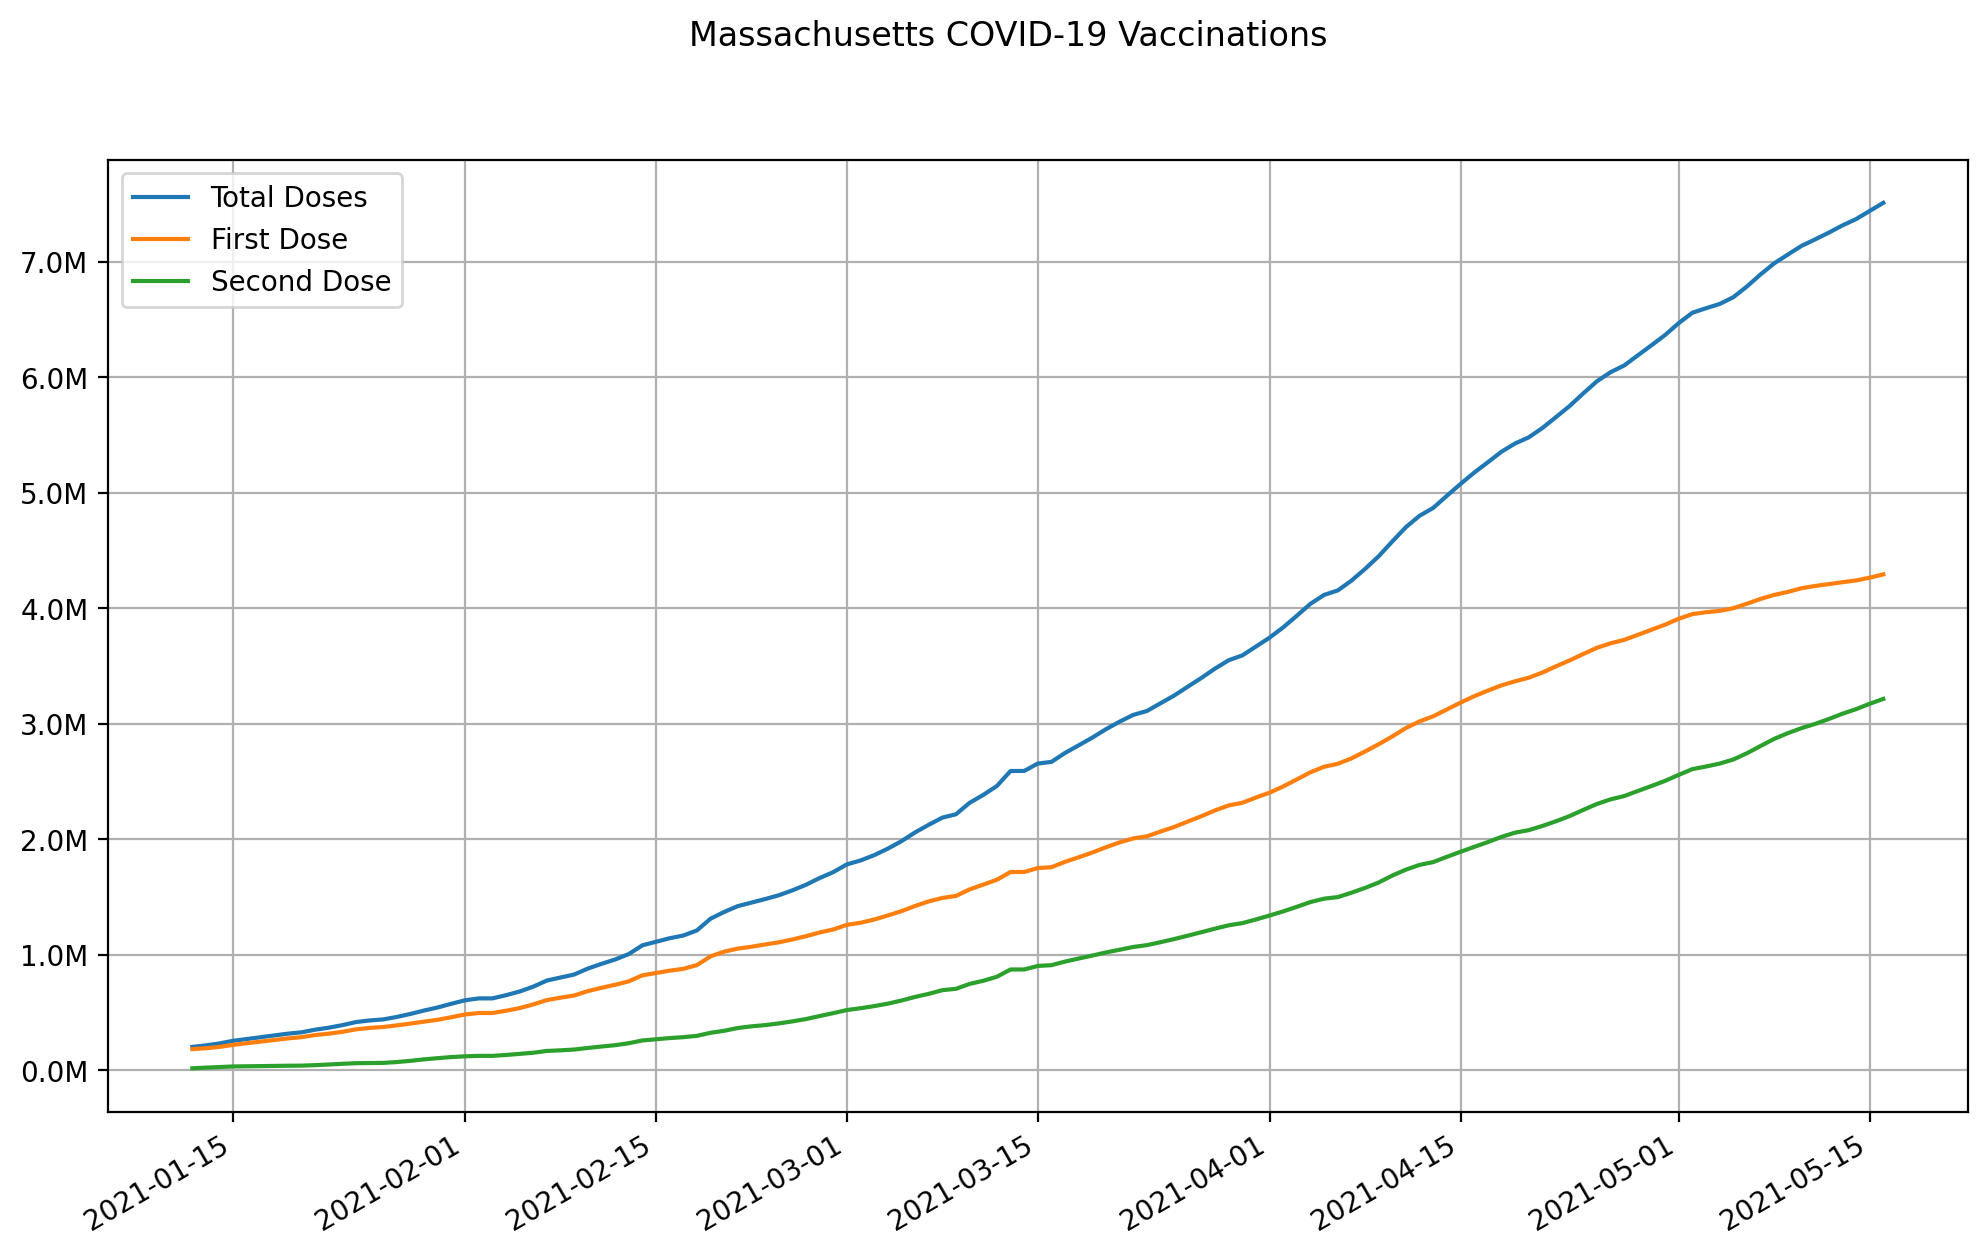 Massachusetts COVID-19 Vaccinations
Total Doses
First Dose
Second Dose
7.0M
6.0M
5.0M
4.0M
3.0M
2.0M
1.0M
0.0M
2021-01-15
2021-02-01
2021-02-15
2021-03-01
2021-03-15
2021-04-01
2021-04-15
2021-05-01
2021-05-15